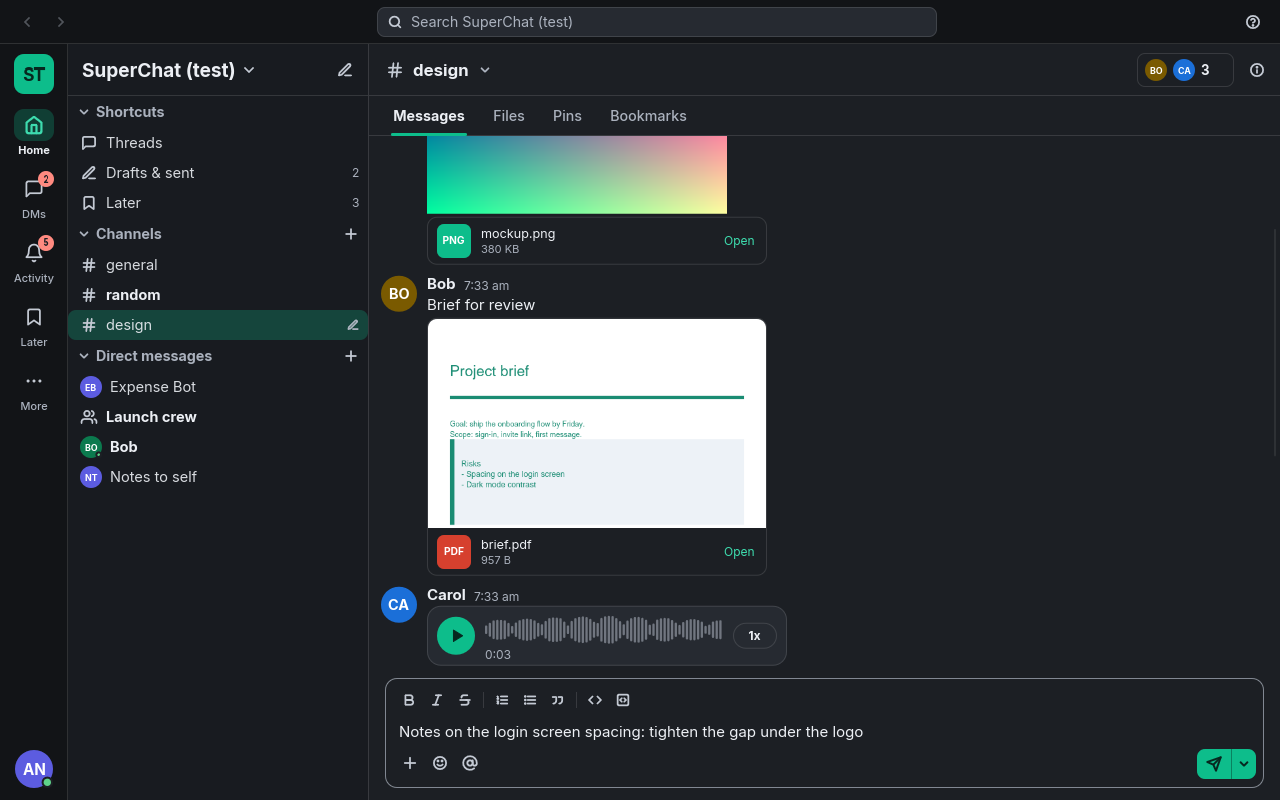 Search SuperChat (test)
ST
Home
2
DMs
5
Activity
Later
More
AN
SuperChat (test)
Shortcuts
Threads
Drafts & sent 2
Later 3
Channels
general
random
design
Direct messages
EB Expense Bot
Launch crew
BO Bob
NT Notes to self
design
BO CA 3
Messages Files Pins Bookmarks
PNG mockup.png Open
380 KB
BO Bob 7:33 am
Brief for review
Project brief
Goal: ship the onboarding flow by Friday.
Scope: sign-in, invite link, first message.
Risks
- Spacing on the login screen
- Dark mode contrast
PDF brief.pdf Open
957 B
CA Carol 7:33 am
1x
0:03
Notes on the login screen spacing: tighten the gap under the logo